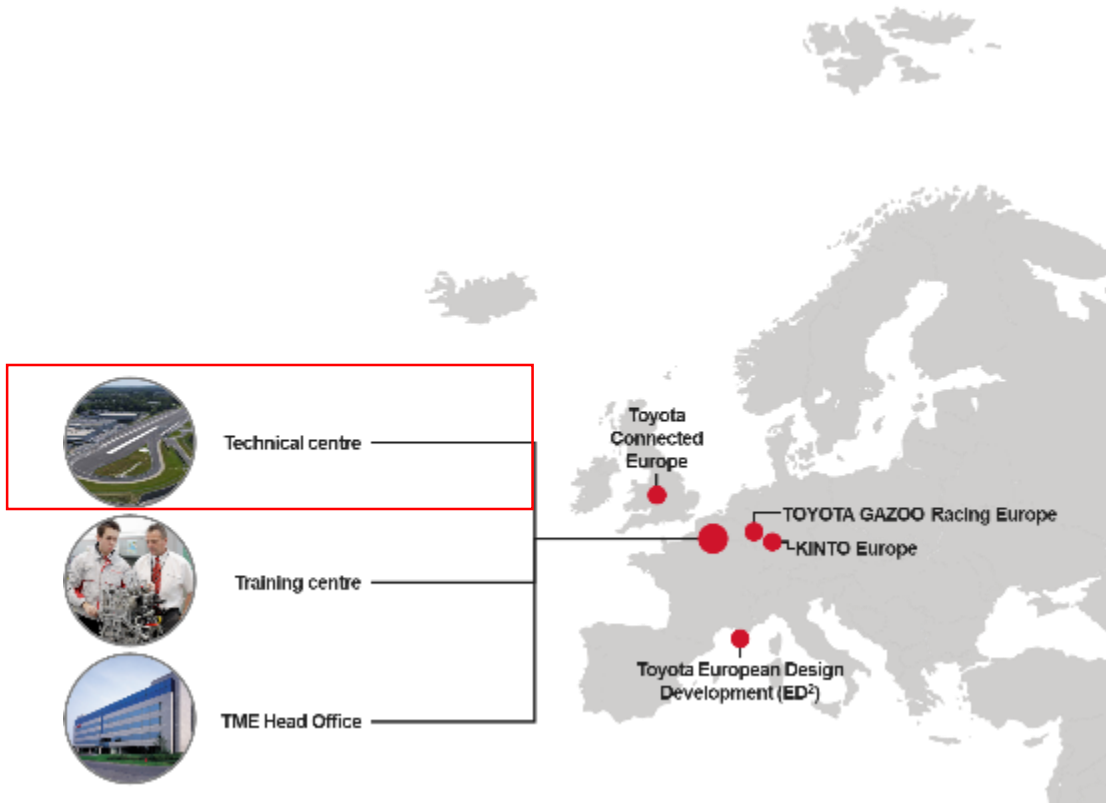 Technical centre
Training centre
TME Head Office
Toyota
Connected
Europe
TOYOTA GAZOO Racing Europe
KINTO Europe
Toyota European Design
Development (ED²)